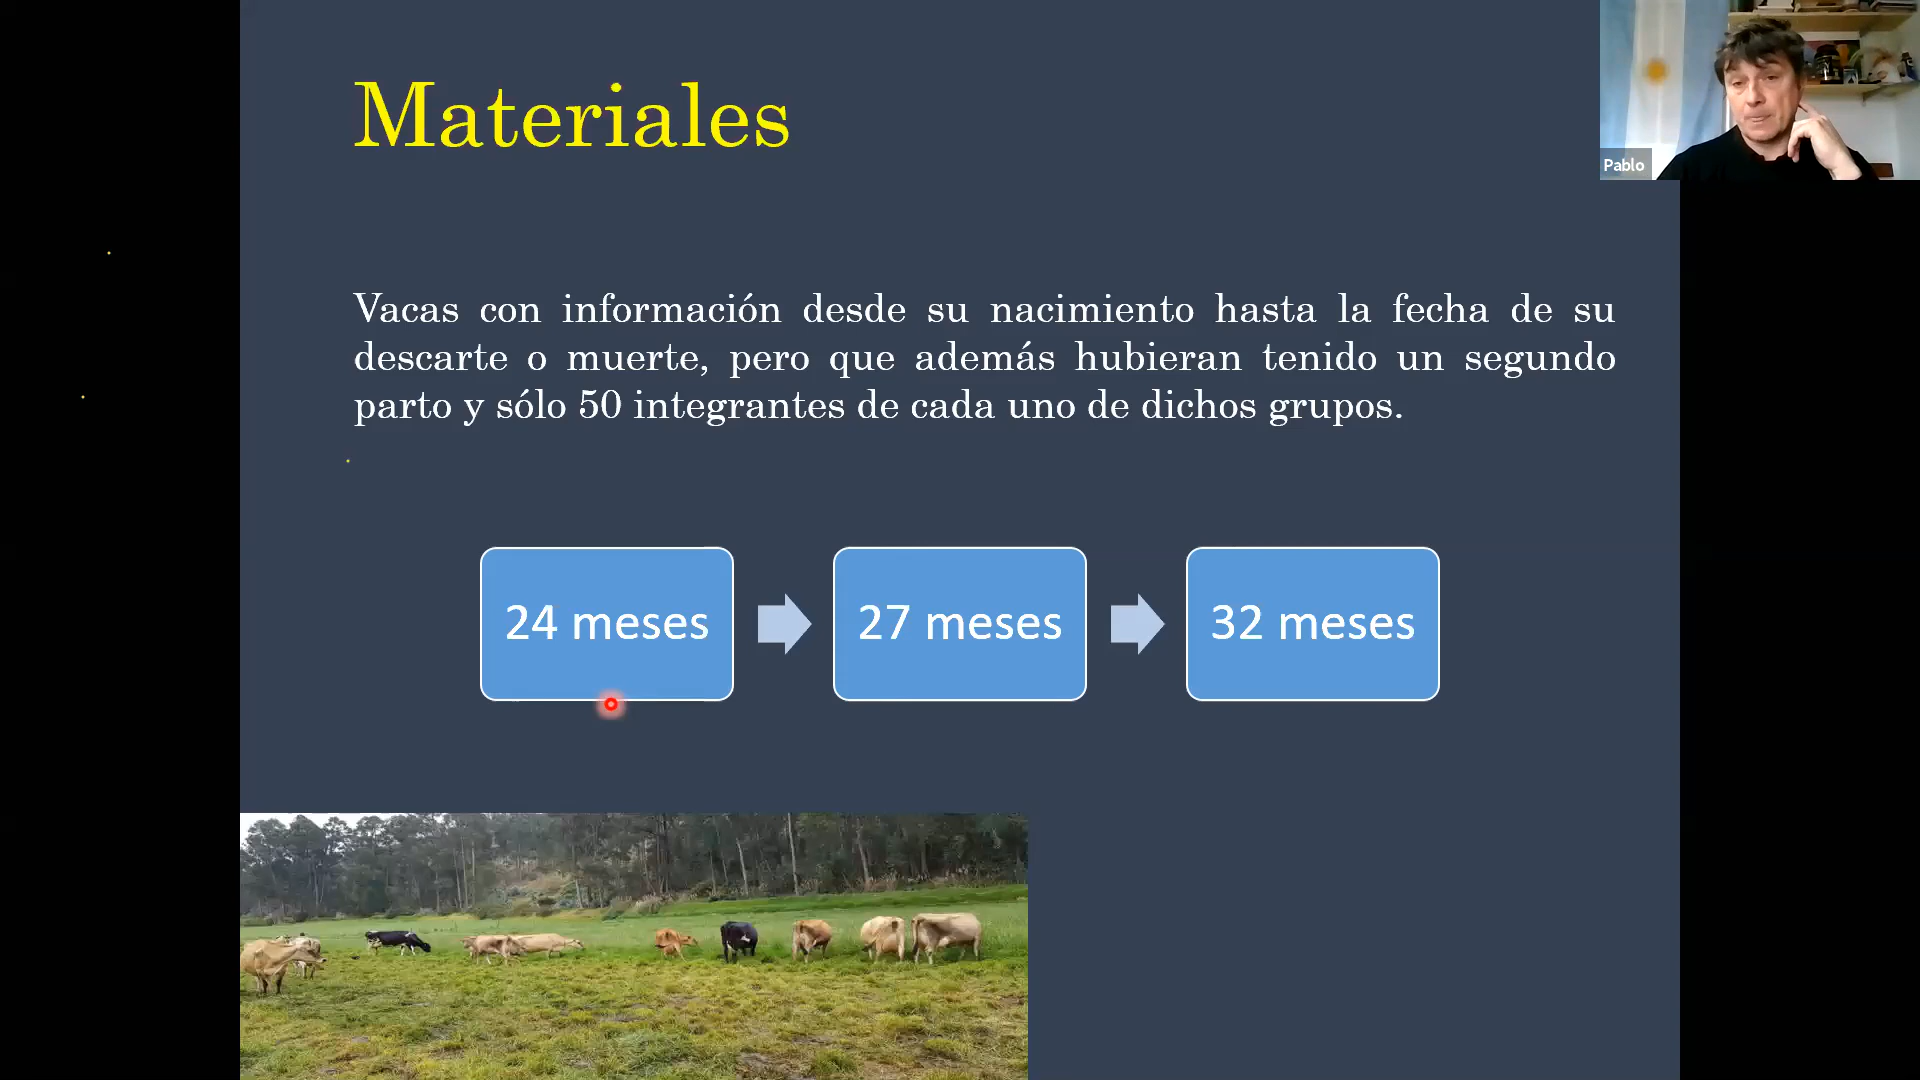 Materiales
Pablo
Vacas con información desde su nacimiento hasta la fecha de su
descarte o muerte, pero que además hubieran tenido un segundo
parto y sólo 50 integrantes de cada uno de dichos grupos.
24 meses
27 meses
32 meses